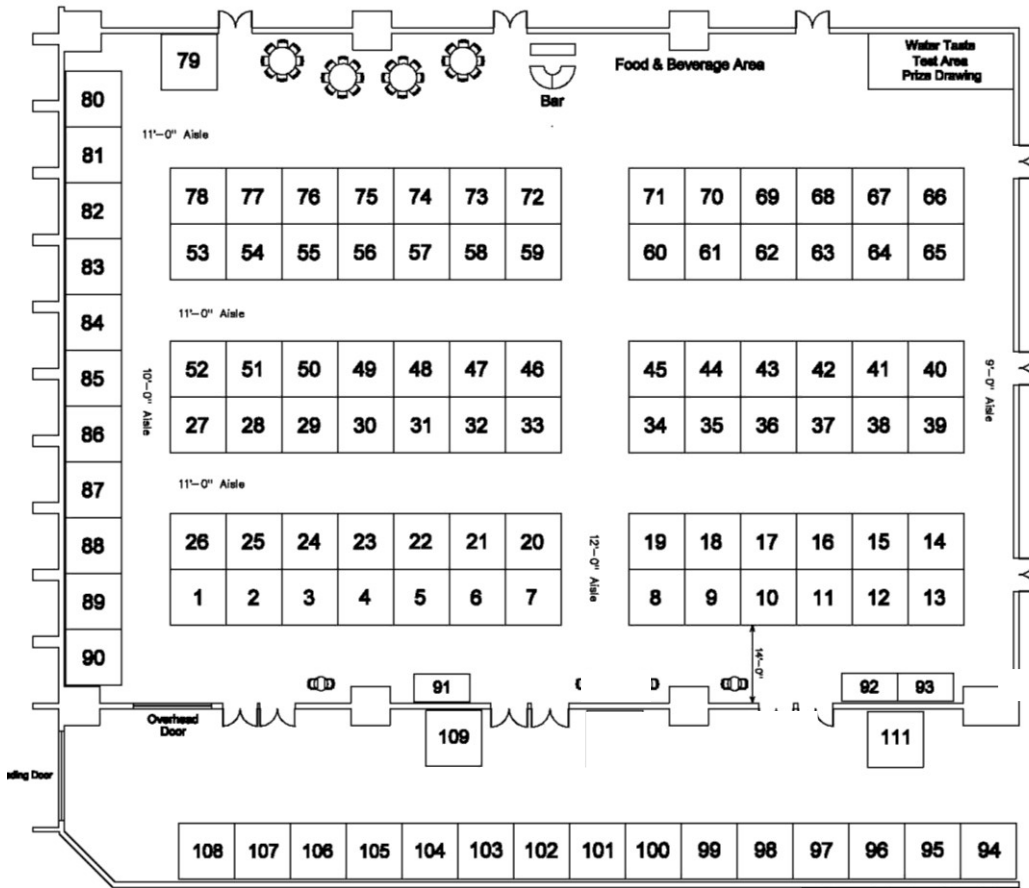 79
Food & Beverage Area
Water Taste
Test Area
Prize Drawing
Bar
80
11'-0" Aisle
81
82
83
84
85
86
87
88
89
90
78 77 76 75 74 73 72
71 70 69 68 67 66
53 54 55 56 57 58 59
60 61 62 63 64 65
11'-0" Aisle
10'-0" Aisle
52 51 50 49 48 47 46
45 44 43 42 41 40
9'-0" Aisle
27 28 29 30 31 32 33
34 35 36 37 38 39
11'-0" Aisle
26 25 24 23 22 21 20
12'-0" Aisle
19 18 17 16 15 14
1 2 3 4 5 6 7
8 9 10 11 12 13
14'-0"
91
92 93
Overhead
Door
109
111
ading Door
108 107 106 105 104 103 102 101 100 99 98 97 96 95 94